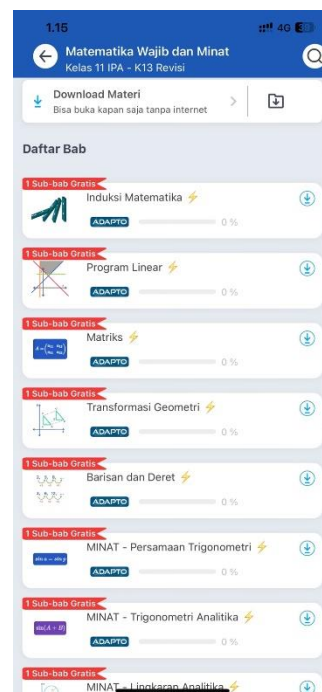 1.15
4G
Matematika Wajib dan Minat
Kelas 11 IPA - K13 Revisi
Download Materi
Bisa buka kapan saja tanpa internet
Daftar Bab
1 Sub-bab Gratis
Induksi Matematika
ADAPTO 0 %
1 Sub-bab Gratis
Program Linear
ADAPTO 0 %
1 Sub-bab Gratis
Matriks
ADAPTO 0 %
1 Sub-bab Gratis
Transformasi Geometri
ADAPTO 0 %
1 Sub-bab Gratis
Barisan dan Deret
ADAPTO 0 %
1 Sub-bab Gratis
MINAT - Persamaan Trigonometri
ADAPTO 0 %
1 Sub-bab Gratis
MINAT - Trigonometri Analitika
sin(A + B)
ADAPTO 0 %
1 Sub-bab Gratis
MINAT - Lingkaran Analitika